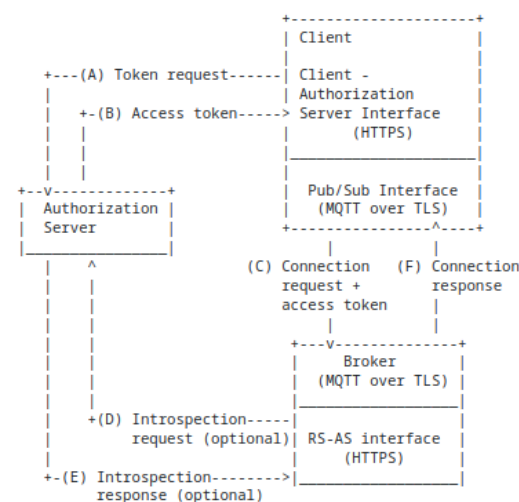 Client
(A) Token request
Client -
Authorization
(B) Access token
Server Interface
(HTTPS)
Pub/Sub Interface
(MQTT over TLS)
Authorization
Server
(C) Connection
request +
access token
(F) Connection
response
Broker
(MQTT over TLS)
(D) Introspection
request (optional)
RS-AS interface
(HTTPS)
(E) Introspection
response (optional)